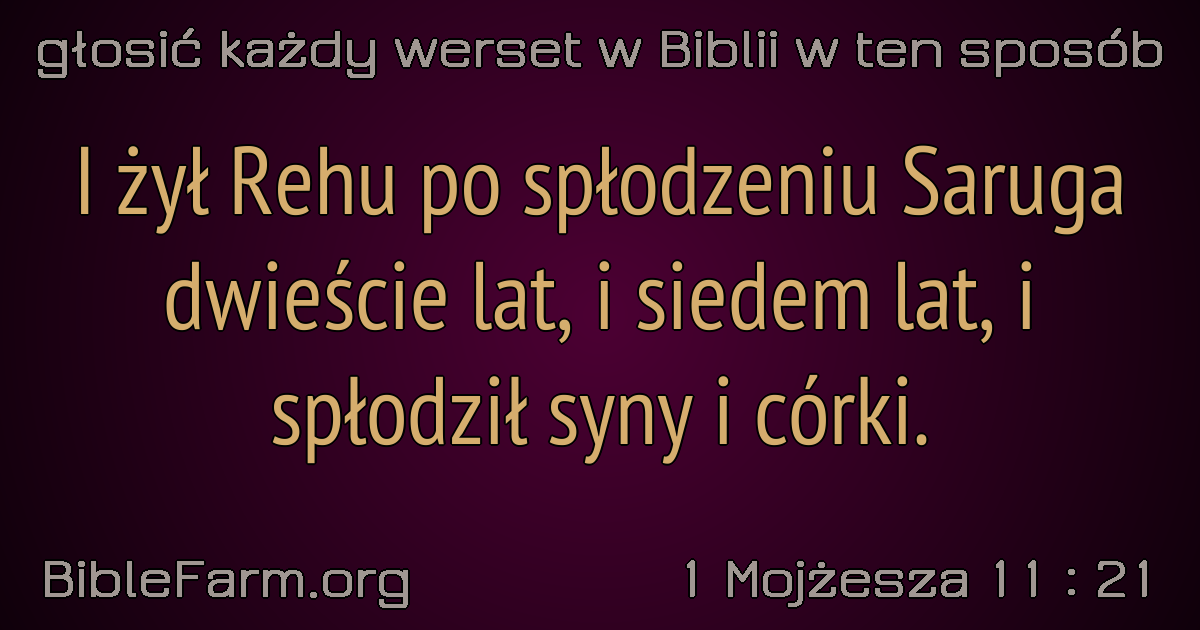 głosić każdy werset w Biblii w ten sposób
I żył Rehu po spłodzeniu Saruga
dwieście lat, i siedem lat, i
spłodził syny i córki.
BibleFarm.org
1 Mojżesza 11 : 21